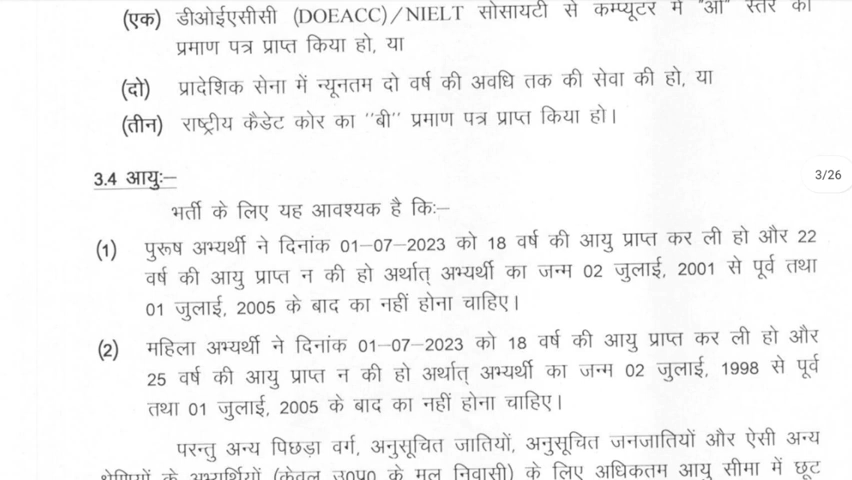 (एक) डीओईएसीसी (DOEACC)/NIELT सोसायटी से कम्प्यूटर में "ओ" स्तर का
प्रमाण पत्र प्राप्त किया हो, या
(दो) प्रादेशिक सेना में न्यूनतम दो वर्ष की अवधि तक की सेवा की हो, या
(तीन) राष्ट्रीय कैडेट कोर का ''बी'' प्रमाण पत्र प्राप्त किया हो।
3.4 आयुः—
3/26
भर्ती के लिए यह आवश्यक है किः—
(1) पुरूष अभ्यर्थी ने दिनांक 01—07—2023 को 18 वर्ष की आयु प्राप्त कर ली हो और 22
वर्ष की आयु प्राप्त न की हो अर्थात् अभ्यर्थी का जन्म 02 जुलाई, 2001 से पूर्व तथा
01 जुलाई, 2005 के बाद का नहीं होना चाहिए।
(2) महिला अभ्यर्थी ने दिनांक 01—07—2023 को 18 वर्ष की आयु प्राप्त कर ली हो और
25 वर्ष की आयु प्राप्त न की हो अर्थात् अभ्यर्थी का जन्म 02 जुलाई, 1998 से पूर्व
तथा 01 जुलाई, 2005 के बाद का नहीं होना चाहिए।
परन्तु अन्य पिछड़ा वर्ग, अनुसूचित जातियों, अनुसूचित जनजातियों और ऐसी अन्य
श्रेणियों के अभ्यर्थियों (केवल उ0प्र0 के मूल निवासी) के लिए अधिकतम आयु सीमा में छूट